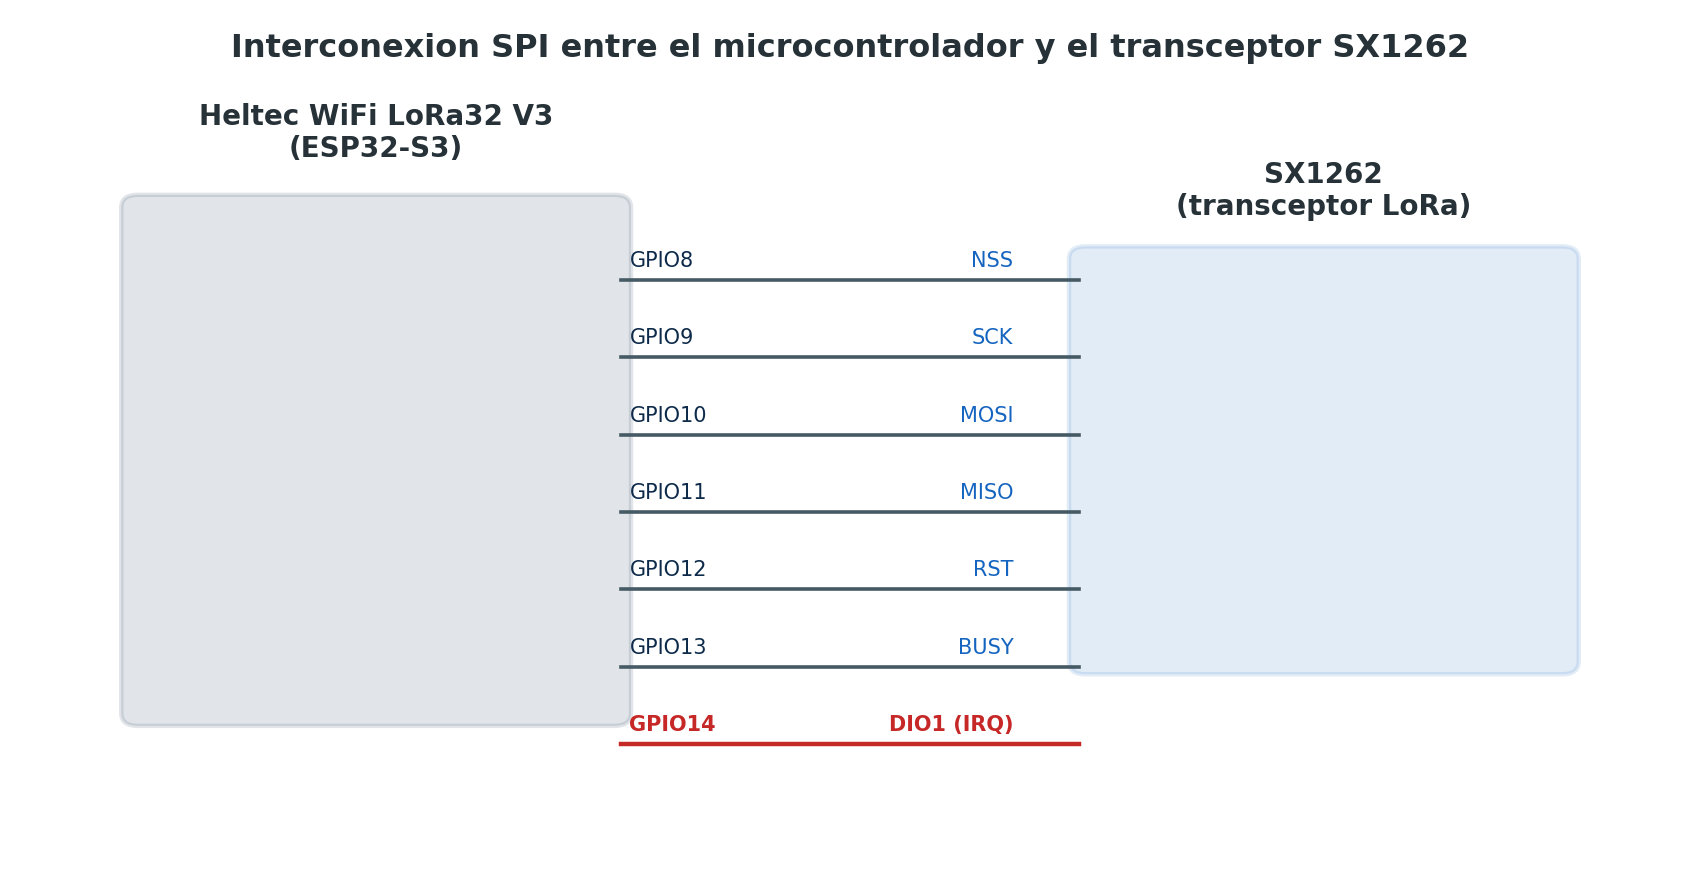 Interconexion SPI entre el microcontrolador y el transceptor SX1262
Heltec WiFi LoRa32 V3
(ESP32-S3)
SX1262
(transceptor LoRa)
GPIO8 NSS
GPIO9 SCK
GPIO10 MOSI
GPIO11 MISO
GPIO12 RST
GPIO13 BUSY
GPIO14 DIO1 (IRQ)